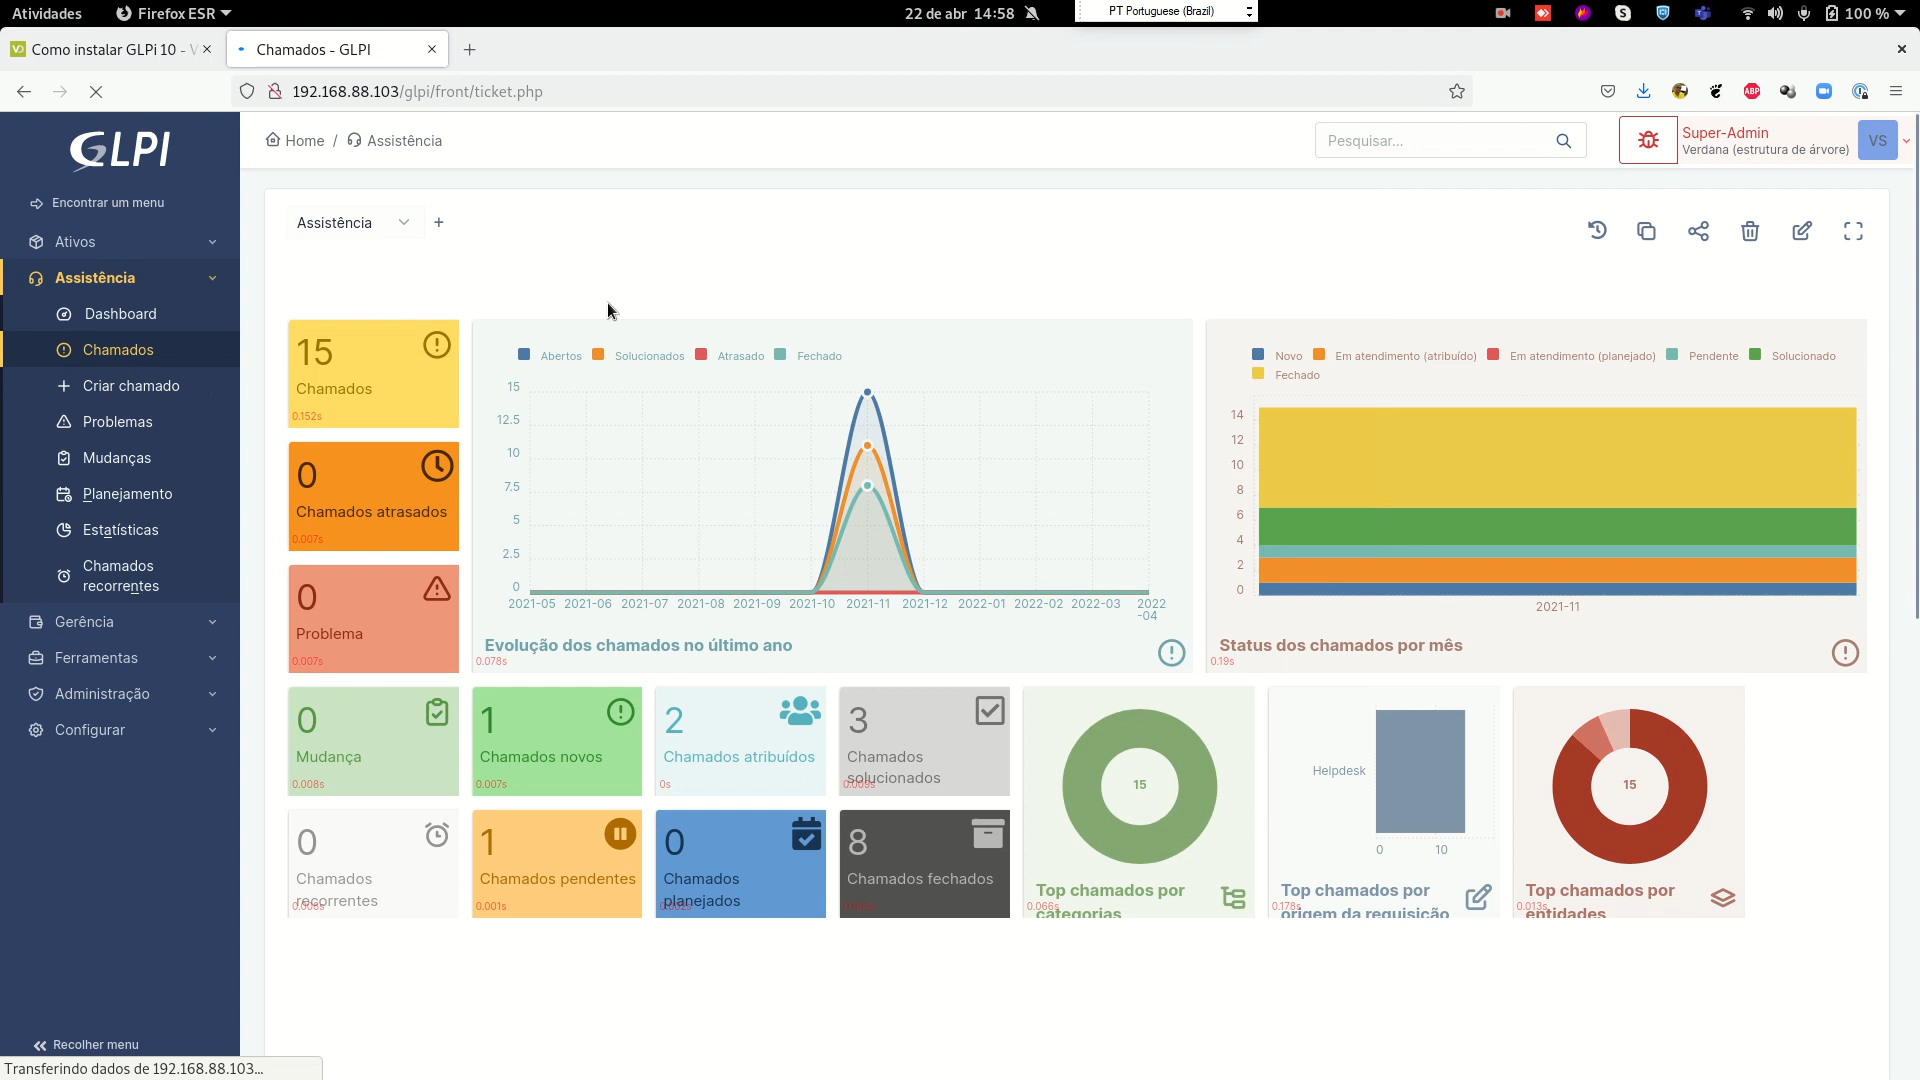 Atividades
Firefox ESR
22 de abr 14:58
PT Portuguese (Brazil)
100 %
Como instalar GLPi 10 - V
Chamados - GLPI
192.168.88.103/glpi/front/ticket.php
GLPI
Home / Assistência
Pesquisar...
Super-Admin
Verdana (estrutura de árvore)
VS
Encontrar um menu
Ativos
Assistência
Dashboard
Chamados
Criar chamado
Problemas
Mudanças
Planejamento
Estatísticas
Chamados
recorrentes
Gerência
Ferramentas
Administração
Configurar
Recolher menu
Transferindo dados de 192.168.88.103...
Assistência
15
Chamados
0.152s
0
Chamados atrasados
0.007s
0
Problema
0.007s
Abertos Solucionados Atrasado Fechado
15
12.5
10
7.5
5
2.5
0
2021-05 2021-06 2021-07 2021-08 2021-09 2021-10 2021-11 2021-12 2022-01 2022-02 2022-03 2022
-04
Evolução dos chamados no último ano
0.078s
Novo Em atendimento (atribuído) Em atendimento (planejado) Pendente Solucionado
Fechado
14
12
10
8
6
4
2
0
2021-11
Status dos chamados por mês
0.19s
0
Mudança
0.008s
1
Chamados novos
0.007s
2
Chamados atribuídos
0s
3
Chamados
solucionados
0
Chamados
recorrentes
1
Chamados pendentes
0.001s
0
Chamados
planejados
8
Chamados fechados
15
Top chamados por
categorias
0.066s
Helpdesk
0 10
Top chamados por
origem da requisição
0.178s
15
Top chamados por
entidades
0.013s